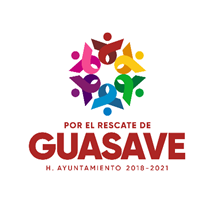 POR EL RESCATE DE
GUASAVE
H. AYUNTAMIENTO 2018-2021